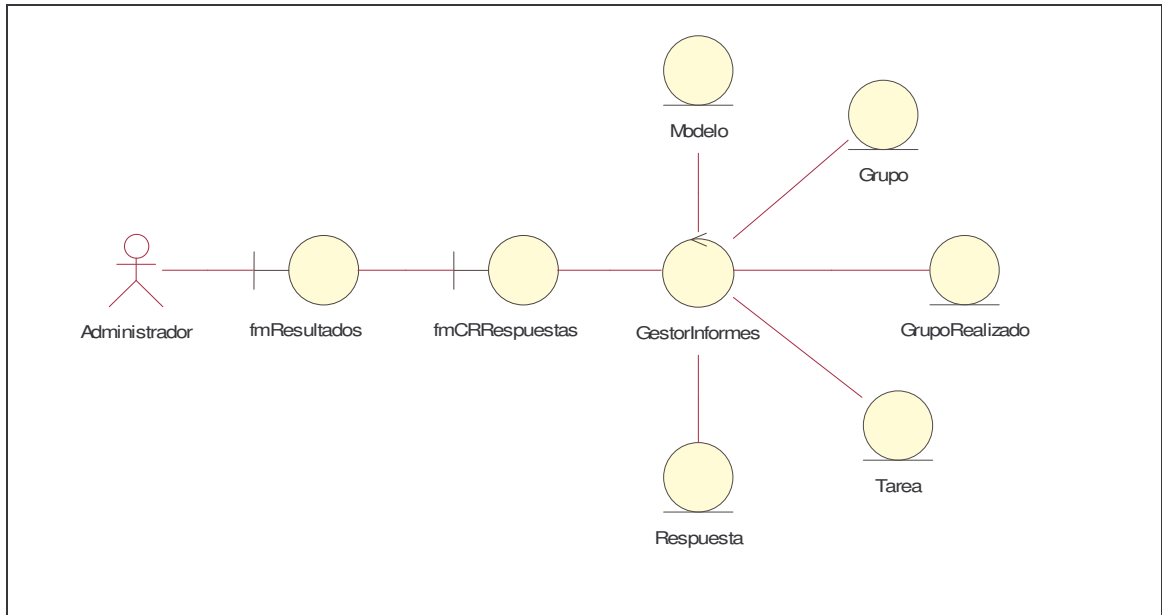 Modelo
Grupo
Administrador
fmResultados
fmCRRespuestas
GestorInformes
GrupoRealizado
Tarea
Respuesta